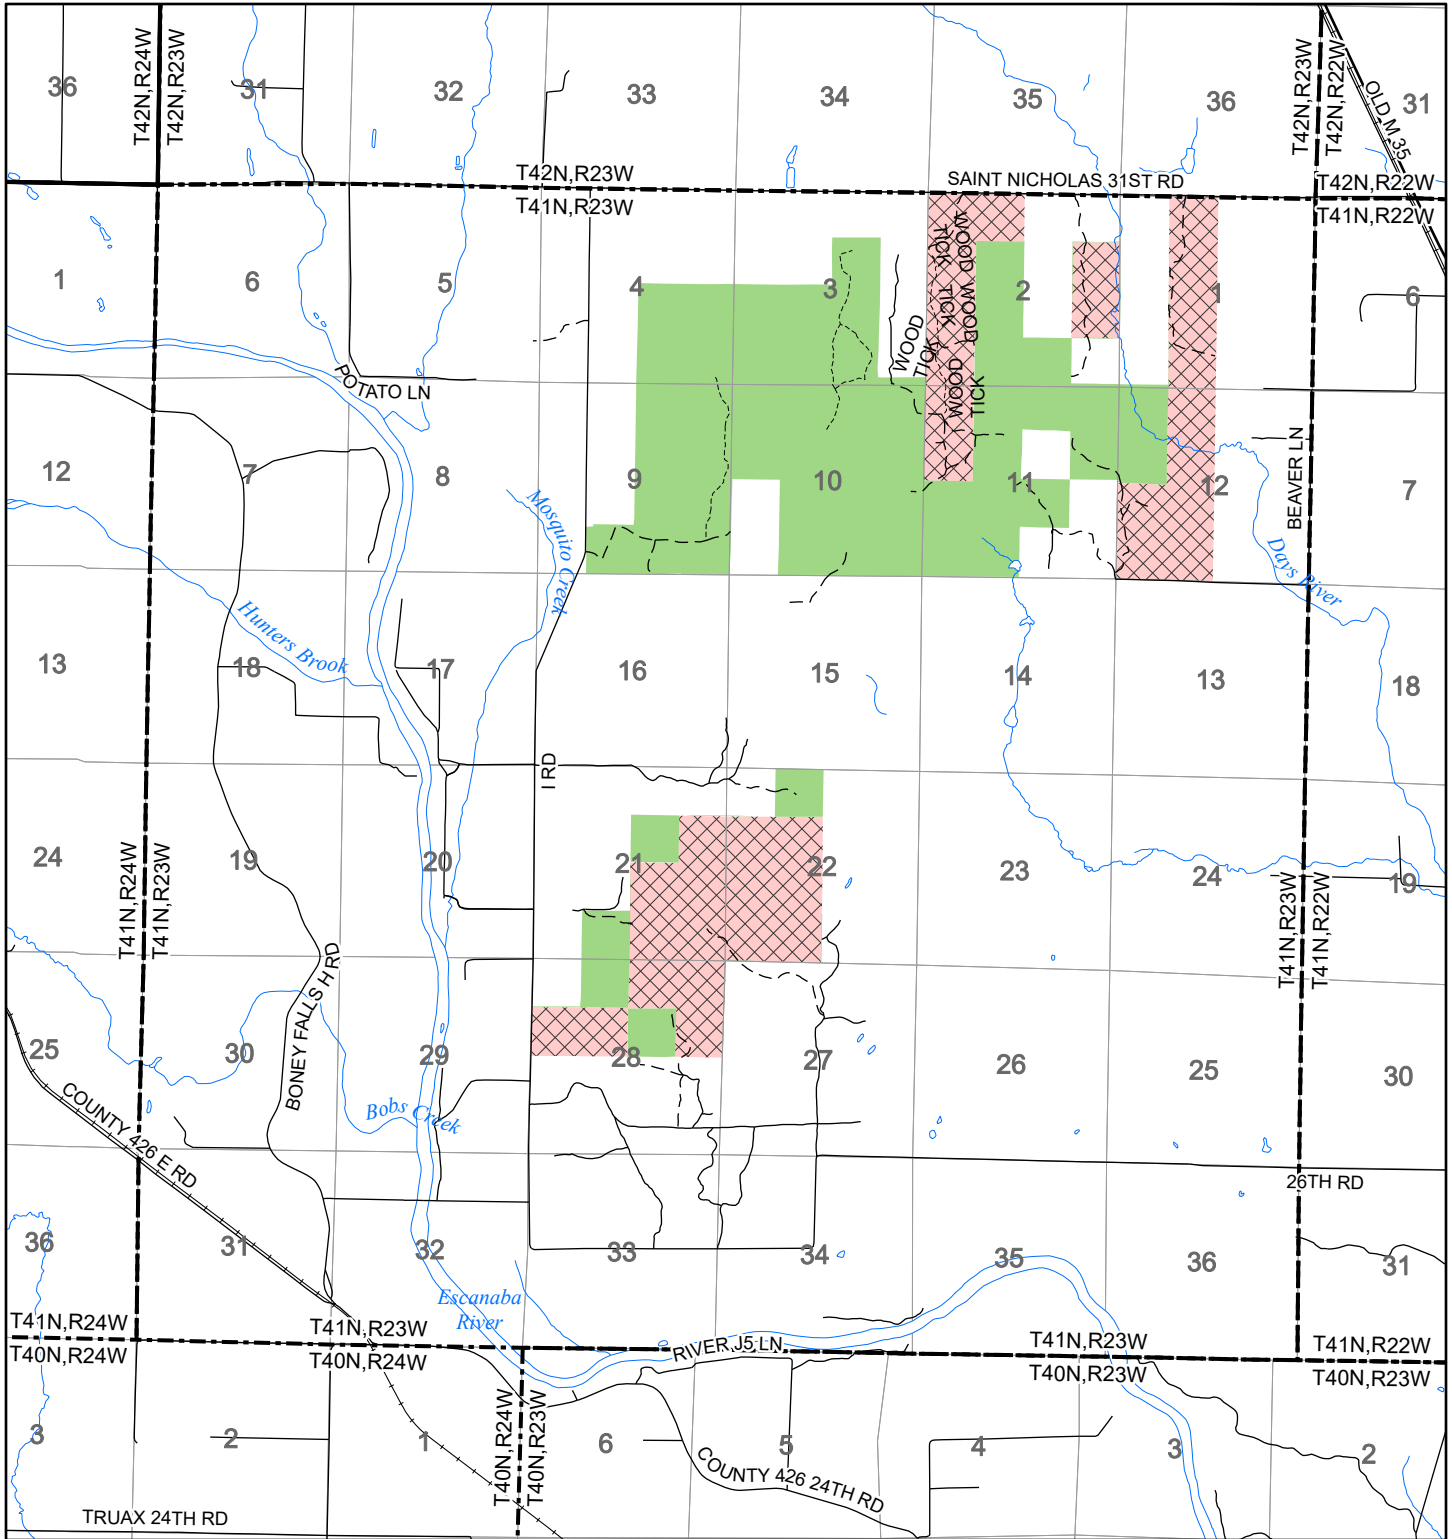 36
31
32
33
34
35
36
31
T42N,R24W
T42N,R23W
T42N,R23W
T42N,R22W
OLD M 35
T42N,R23W
T41N,R23W
SAINT NICHOLAS 31ST RD
T42N,R22W
T41N,R22W
1
6
5
4
3
2
1
6
WOOD
TICK
WOOD
TICK
WOOD
TICK
WOOD
TICK
POTATO LN
12
7
8
9
10
11
12
7
BEAVER LN
Mosquito Creek
Days River
Hunters Brook
13
18
17
16
15
14
13
18
I RD
24
19
20
21
22
23
24
19
T41N,R24W
T41N,R23W
T41N,R23W
T41N,R22W
BONEY FALLS H RD
25
30
29
28
27
26
25
30
COUNTY 426 E RD
Bobs Creek
26TH RD
36
31
32
33
34
35
36
31
Escanaba
River
T41N,R24W
T40N,R24W
T41N,R23W
T40N,R24W
RIVER J5 LN
T41N,R23W
T40N,R23W
T41N,R22W
T40N,R23W
3
2
1
T40N,R24W
T40N,R23W
6
5
4
3
2
COUNTY 426 24TH RD
TRUAX 24TH RD